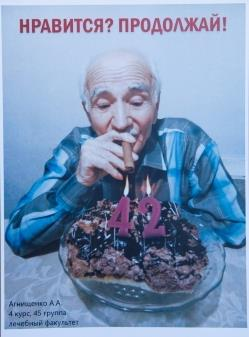 НРАВИТСЯ? ПРОДОЛЖАЙ!
42
Агнищенко А.А.
4 курс, 45 группа
лечебный факультет